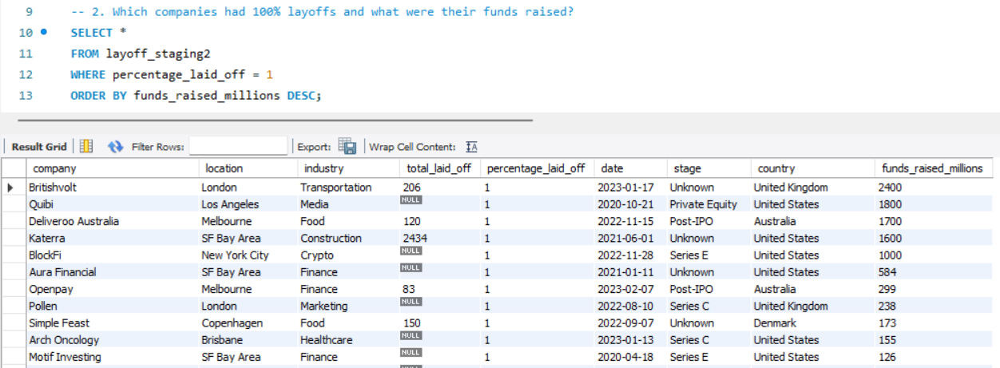 9 -- 2. Which companies had 100% layoffs and what were their funds raised?
10 SELECT *
11 FROM layoff_staging2
12 WHERE percentage_laid_off = 1
13 ORDER BY funds_raised_millions DESC;
Result Grid Filter Rows: Export: Wrap Cell Content:
company location industry total_laid_off percentage_laid_off date stage country funds_raised_millions
Britishvolt London Transportation 206 1 2023-01-17 Unknown United Kingdom 2400
Quibi Los Angeles Media NULL 1 2020-10-21 Private Equity United States 1800
Deliveroo Australia Melbourne Food 120 1 2022-11-15 Post-IPO Australia 1700
Katerra SF Bay Area Construction 2434 1 2021-06-01 Unknown United States 1600
BlockFi New York City Crypto NULL 1 2022-11-28 Series E United States 1000
Aura Financial SF Bay Area Finance NULL 1 2021-01-11 Unknown United States 584
Openpay Melbourne Finance 83 1 2023-02-07 Post-IPO Australia 299
Pollen London Marketing NULL 1 2022-08-10 Series C United Kingdom 238
Simple Feast Copenhagen Food 150 1 2022-09-07 Unknown Denmark 173
Arch Oncology Brisbane Healthcare NULL 1 2023-01-13 Series C United States 155
Motif Investing SF Bay Area Finance NULL 1 2020-04-18 Series E United States 126